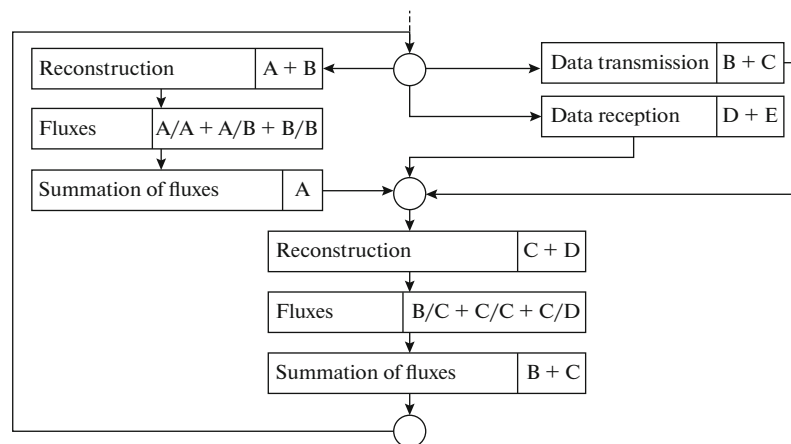 Reconstruction A + B
Data transmission B + C
Fluxes A/A + A/B + B/B
Data reception D + E
Summation of fluxes A
Reconstruction C + D
Fluxes B/C + C/C + C/D
Summation of fluxes B + C